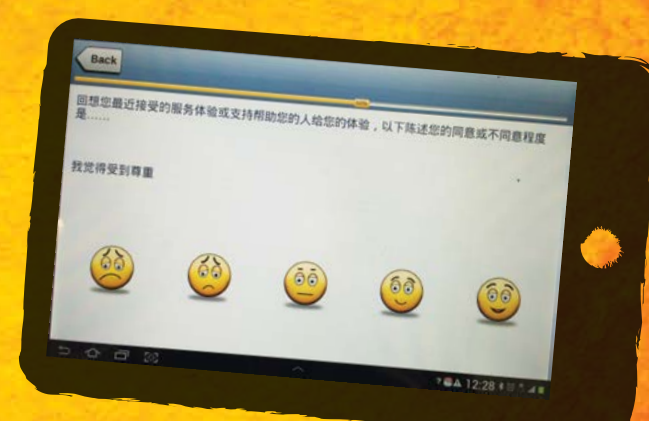 Back
回想您最近接受的服务体验或支持帮助您的人给您的体验，以下陈述您的同意或不同意程度
是……
我觉得受到尊重
12:28